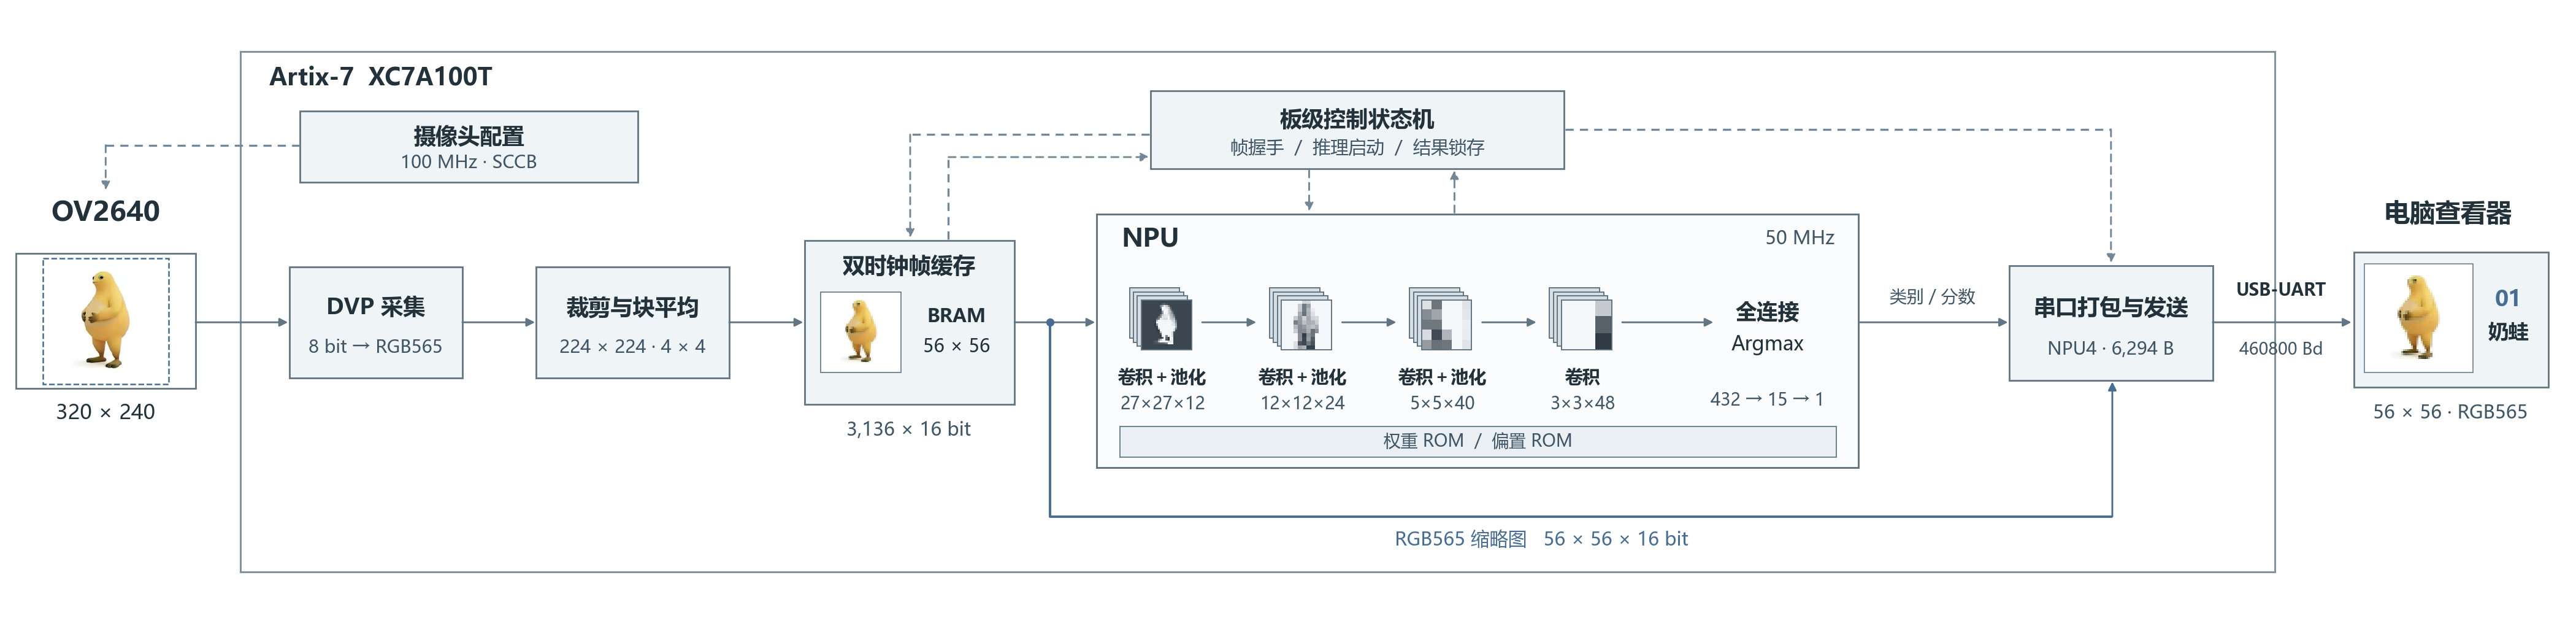 Artix-7 XC7A100T
摄像头配置
100 MHz · SCCB
板级控制状态机
帧握手 / 推理启动 / 结果锁存
OV2640
320 × 240
DVP 采集
8 bit → RGB565
裁剪与块平均
224 × 224 · 4 × 4
双时钟帧缓存
BRAM
56 × 56
3,136 × 16 bit
NPU
50 MHz
卷积 + 池化
27×27×12
卷积 + 池化
12×12×24
卷积 + 池化
5×5×40
卷积
3×3×48
全连接
Argmax
432 → 15 → 1
权重 ROM / 偏置 ROM
类别 / 分数
串口打包与发送
NPU4 · 6,294 B
USB-UART
460800 Bd
电脑查看器
01
奶蛙
56 × 56 · RGB565
RGB565 缩略图 56 × 56 × 16 bit